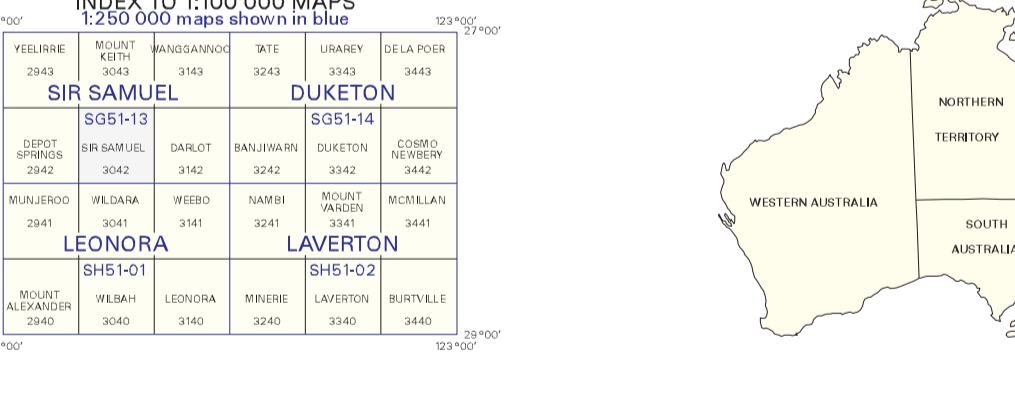 INDEX TO 1:100 000 MAPS
1:250 000 maps shown in blue
°00'
123°00'
27°00'
YEELIRRIE
2943
MOUNT
KEITH
3043
WANGGANNOO
3143
TATE
3243
URAREY
3343
DE LA POER
3443
SIR SAMUEL
DUKETON
SG51-13
SG51-14
DEPOT
SPRINGS
2942
SIR SAMUEL
3042
DARLOT
3142
BANJIWARN
3242
DUKETON
3342
COSMO
NEWBERY
3442
MUNJEROO
2941
WILDARA
3041
WEEBO
3141
NAMBI
3241
MOUNT
VARDEN
3341
MCMILLAN
3441
LEONORA
LAVERTON
SH51-01
SH51-02
MOUNT
ALEXANDER
2940
WILBAH
3040
LEONORA
3140
MINERIE
3240
LAVERTON
3340
BURTVILLE
3440
29°00'
°00'
123°00'
NORTHERN
TERRITORY
WESTERN AUSTRALIA
SOUTH
AUSTRALIA